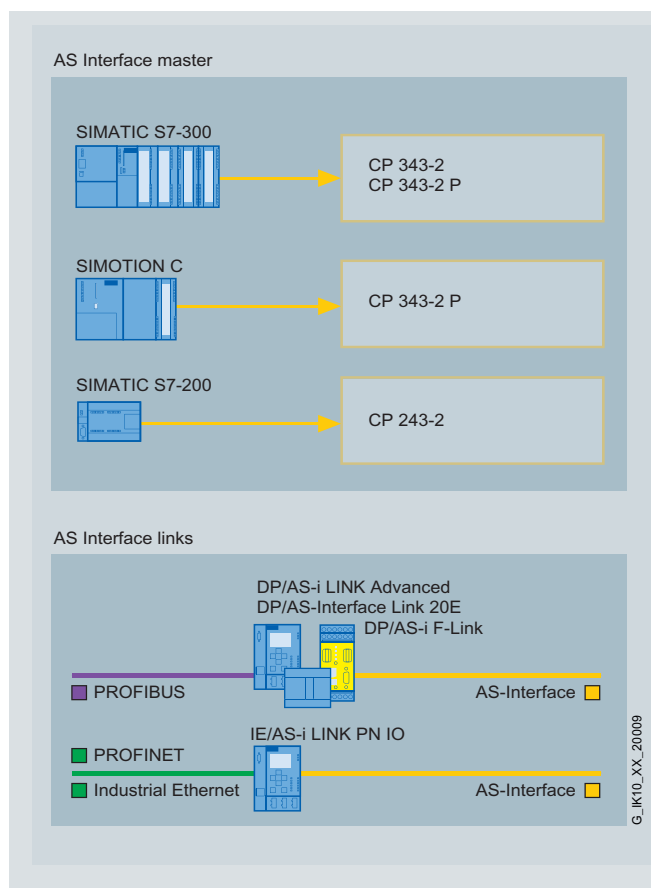 AS Interface master
SIMATIC S7-300
CP 343-2
CP 343-2 P
SIMOTION C
CP 343-2 P
SIMATIC S7-200
CP 243-2
AS Interface links
DP/AS-i LINK Advanced
DP/AS-Interface Link 20E
DP/AS-i F-Link
PROFIBUS
AS-Interface
IE/AS-i LINK PN IO
PROFINET
Industrial Ethernet
AS-Interface
G_IK10_XX_20009